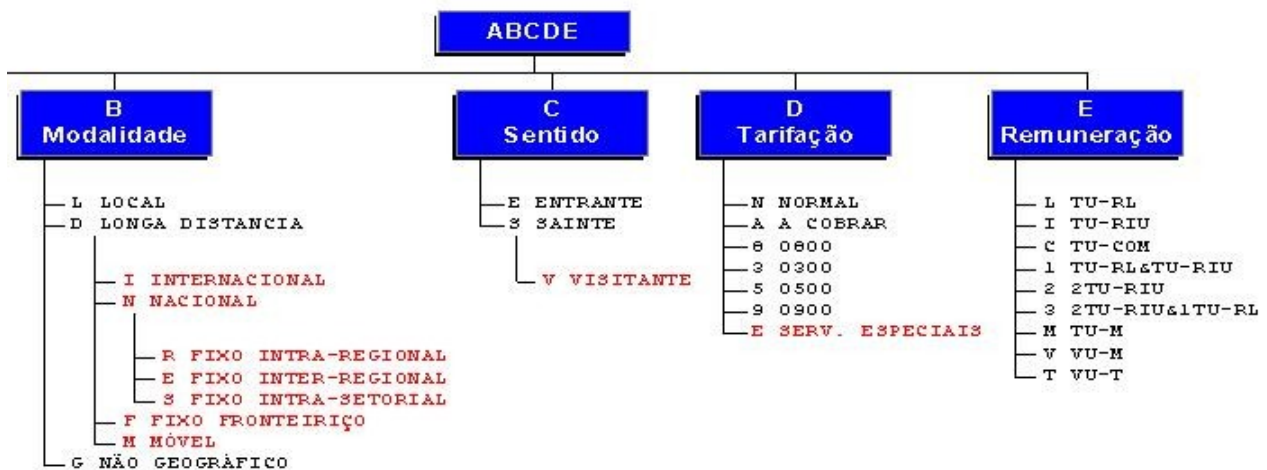 ABCDE
B
Modalidade
L LOCAL
D LONGA DISTANCIA
I INTERNACIONAL
N NACIONAL
R FIXO INTRA-REGIONAL
E FIXO INTER-REGIONAL
S FIXO INTRA-SETORIAL
F FIXO FRONTEIRIÇO
M MÓVEL
G NÃO GEOGRÁFICO
C
Sentido
E ENTRANTE
S SAINTE
V VISITANTE
D
Tarifação
N NORMAL
A A COBRAR
8 0800
3 0300
5 0500
9 0900
E SERV. ESPECIAIS
E
Remuneração
L TU-RL
I TU-RIU
C TU-COM
1 TU-RL&TU-RIU
2 2TU-RIU
3 2TU-RIU&1TU-RL
M TU-M
V VU-M
T VU-T